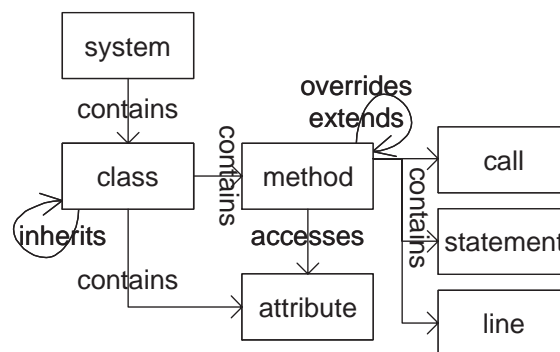 system
overrides
extends
contains
contains
class
method
call
contains
inherits
accesses
statement
contains
attribute
line